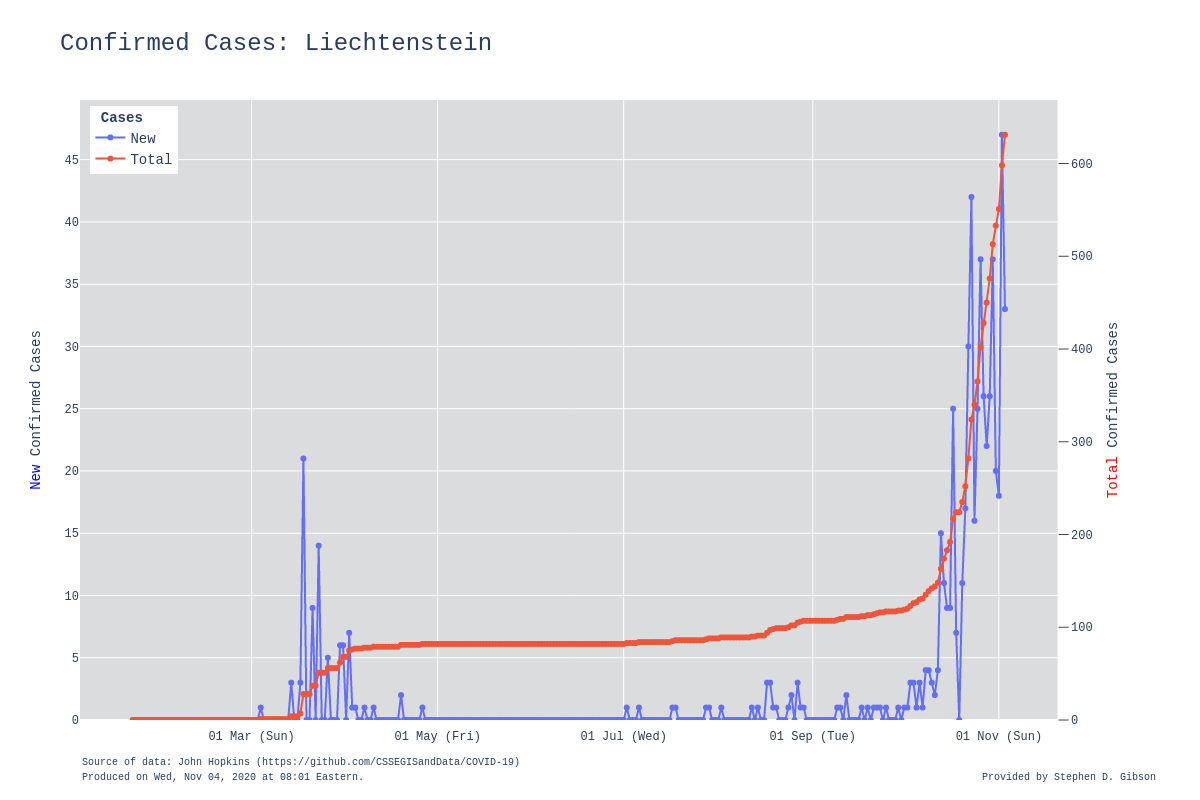 Confirmed Cases: Liechtenstein
Cases
New
Total
45
40
35
30
25
20
15
10
5
0
New Confirmed Cases
600
500
400
300
200
100
0
Total Confirmed Cases
01 Mar (Sun)
01 May (Fri)
01 Jul (Wed)
01 Sep (Tue)
01 Nov (Sun)
Source of data: John Hopkins (https://github.com/CSSEGISandData/COVID-19)
Produced on Wed, Nov 04, 2020 at 08:01 Eastern.
Provided by Stephen D. Gibson